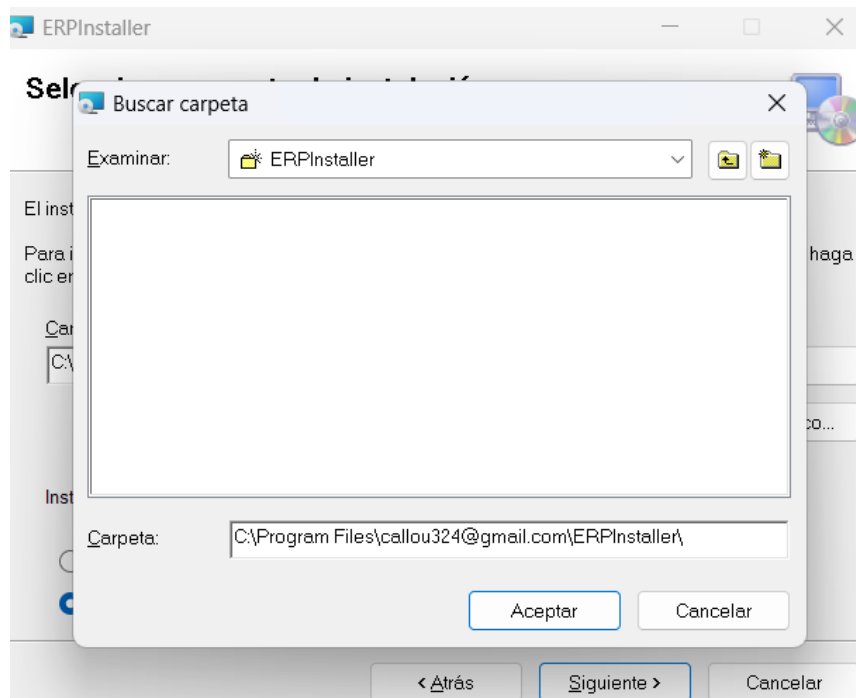 ERPInstaller
Buscar carpeta
Examinar:
ERPInstaller
El inst
Para i
haga
clic en
C:\
co...
Inst
Carpeta:
C:\Program Files\callou324@gmail.com\ERPInstaller\
Aceptar
Cancelar
< Atrás
Siguiente >
Cancelar